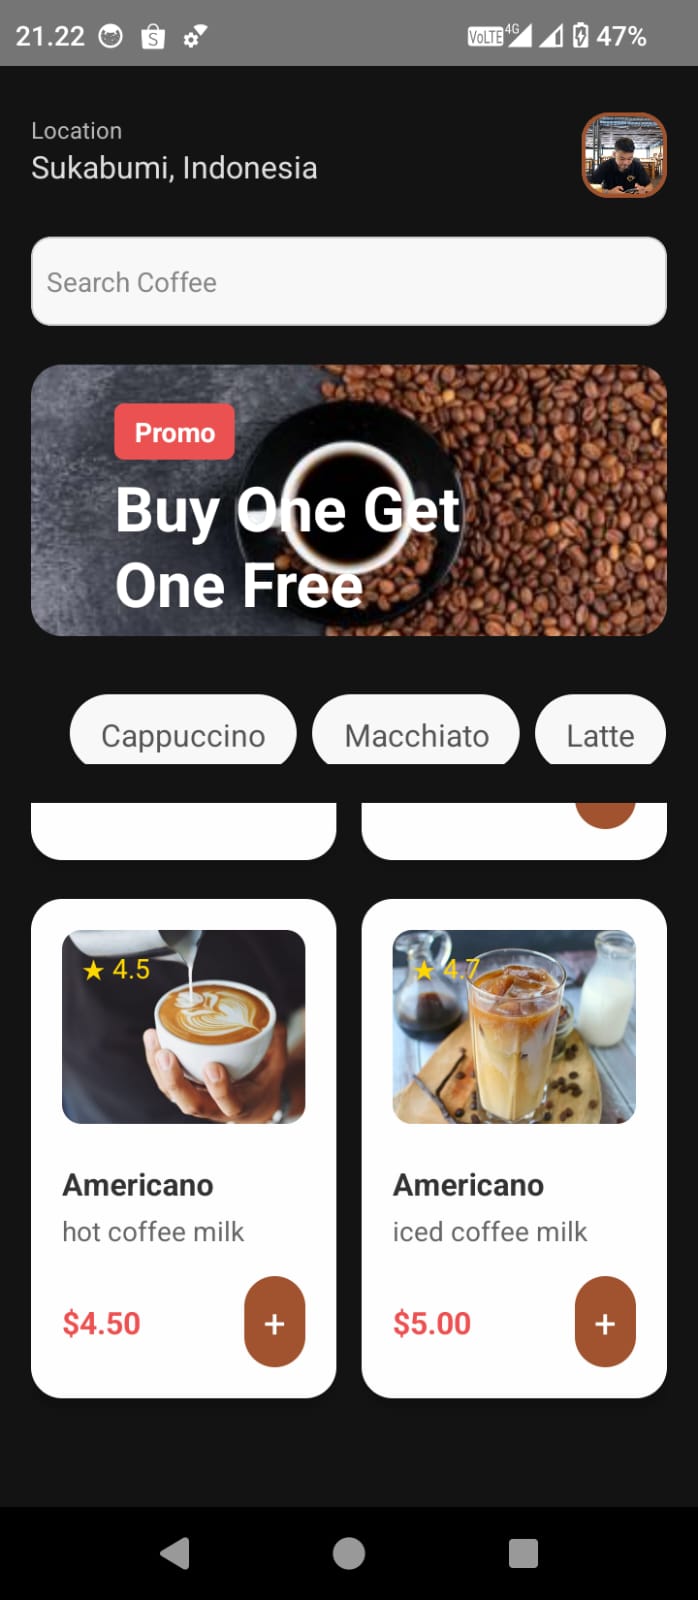 21.22 VoLTE 4G 47%
Location
Sukabumi, Indonesia
Search Coffee
Promo
Buy One Get
One Free
Cappuccino Macchiato Latte
★ 4.5 ★ 4.7
Americano Americano
hot coffee milk iced coffee milk
$4.50 + $5.00 +